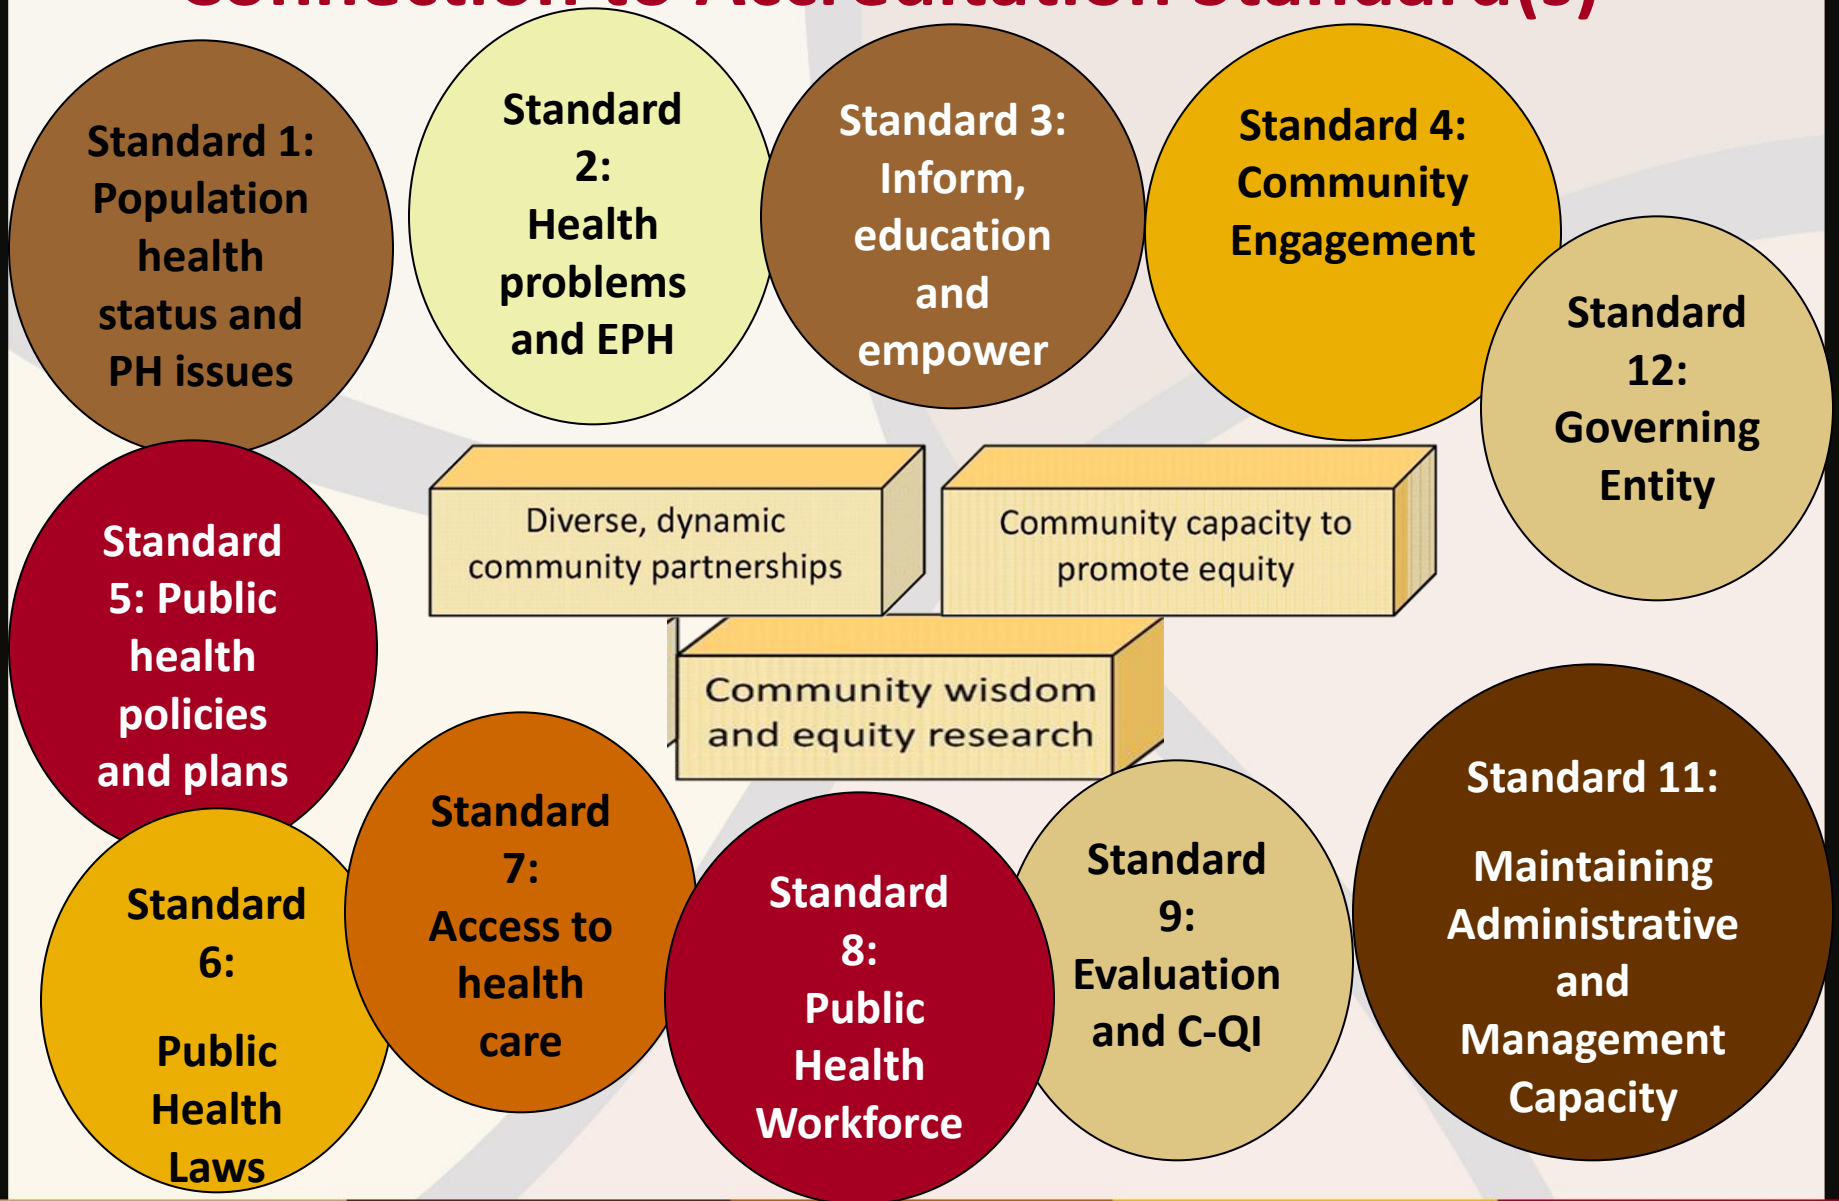 Connection to Accreditation Standard(s)
Standard 1:
Population
health
status and
PH issues
Standard
2:
Health
problems
and EPH
Standard 3:
Inform,
education
and
empower
Standard 4:
Community
Engagement
Standard
12:
Governing
Entity
Diverse, dynamic
community partnerships
Community capacity to
promote equity
Community wisdom
and equity research
Standard
5: Public
health
policies
and plans
Standard
6:
Public
Health
Laws
Standard
7:
Access to
health
care
Standard
8:
Public
Health
Workforce
Standard
9:
Evaluation
and C-QI
Standard 11:
Maintaining
Administrative
and
Management
Capacity